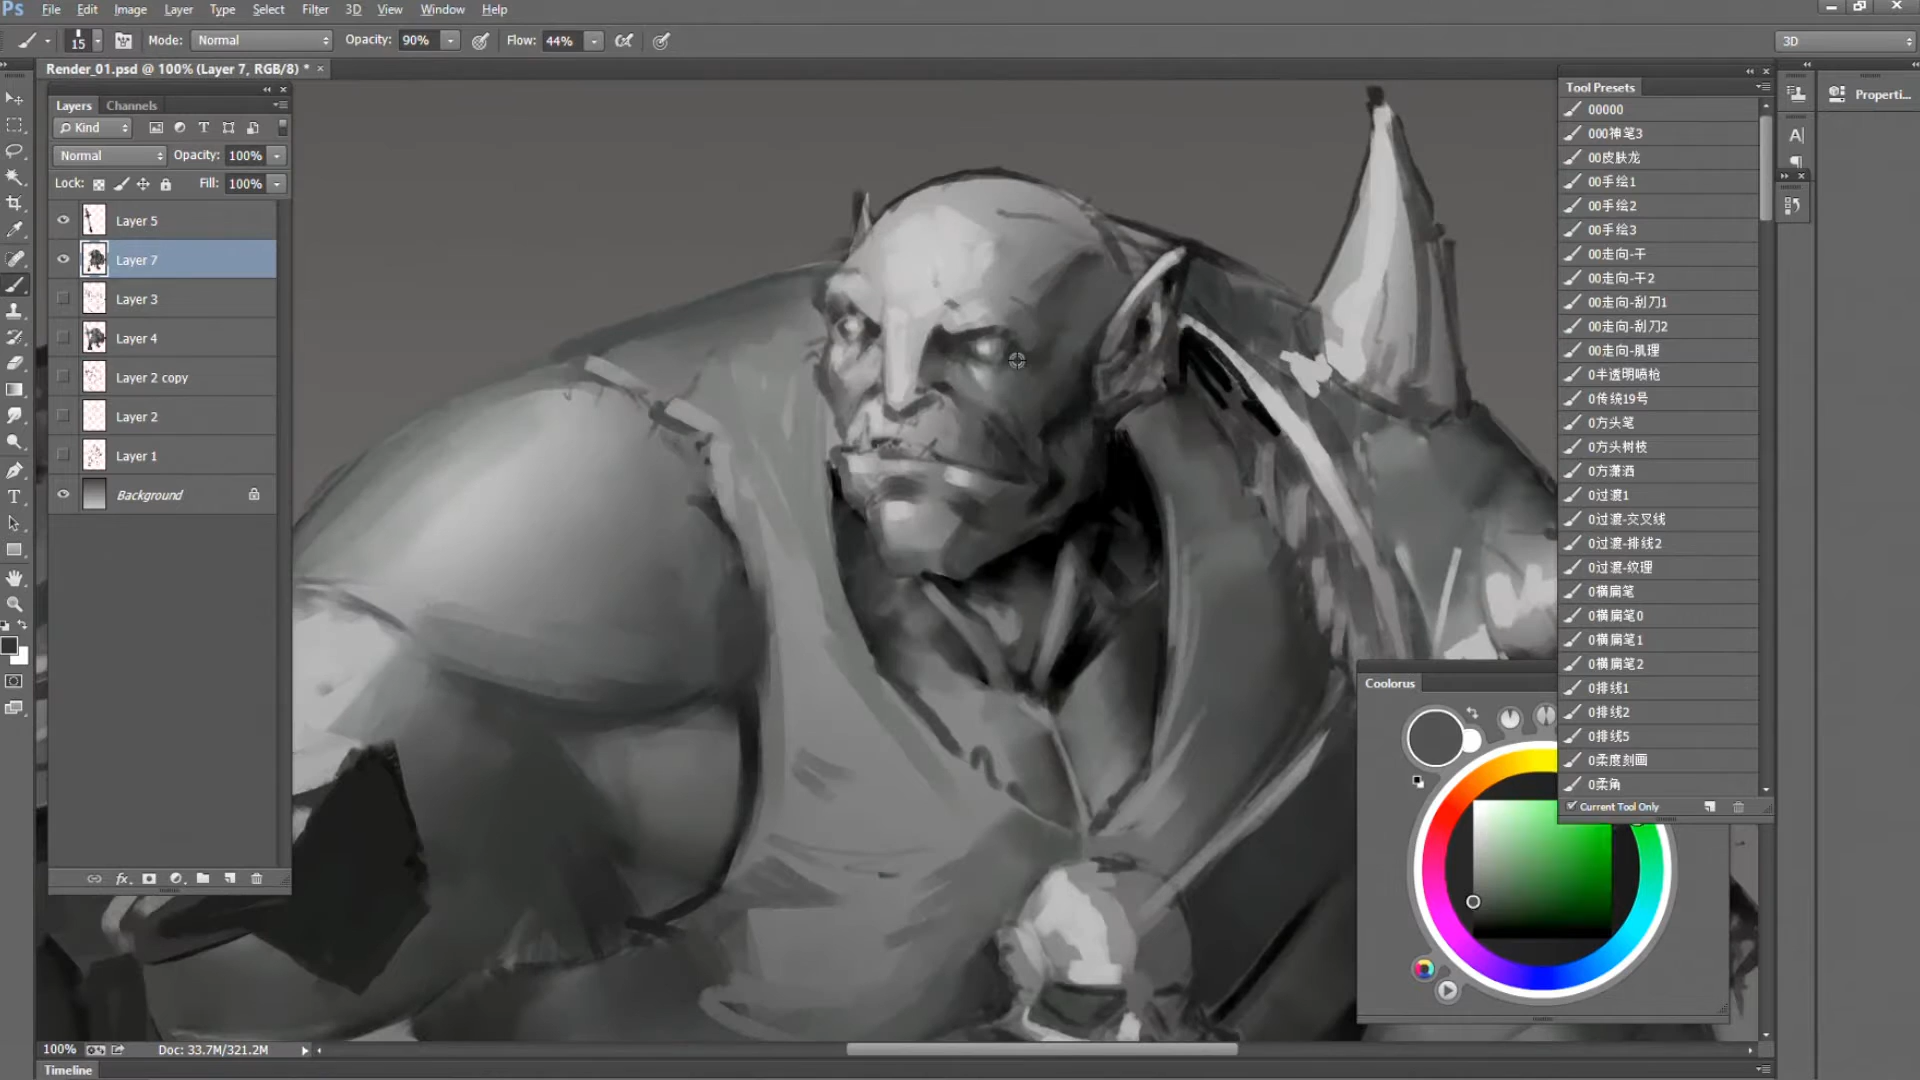 Ps File Edit Image Layer Type Select Filter 3D View Window Help
15 Mode: Normal Opacity: 90% Flow: 44% 3D
Render_01.psd @ 100% (Layer 7, RGB/8) * ×
Layers Channels
Kind
Normal Opacity: 100%
Lock: Fill: 100%
Layer 5
Layer 7
Layer 3
Layer 4
Layer 2 copy
Layer 2
Layer 1
Background
fx
Tool Presets
00000
000神笔3
00皮肤龙
00手绘1
00手绘2
00手绘3
00走向-干
00走向-干2
00走向-刮刀1
00走向-刮刀2
00走向-肌理
0半透明喷枪
0传统19号
0方头笔
0方头树枝
0方潇洒
0过渡1
0过渡-交叉线
0过渡-排线2
0过渡-纹理
0横扁笔
0横扁笔0
0横扁笔1
0横扁笔2
0排线1
0排线2
0排线5
0柔度刻画
0柔角
Current Tool Only
Properti...
Coolorus
100% Doc: 33.7M/321.2M
Timeline